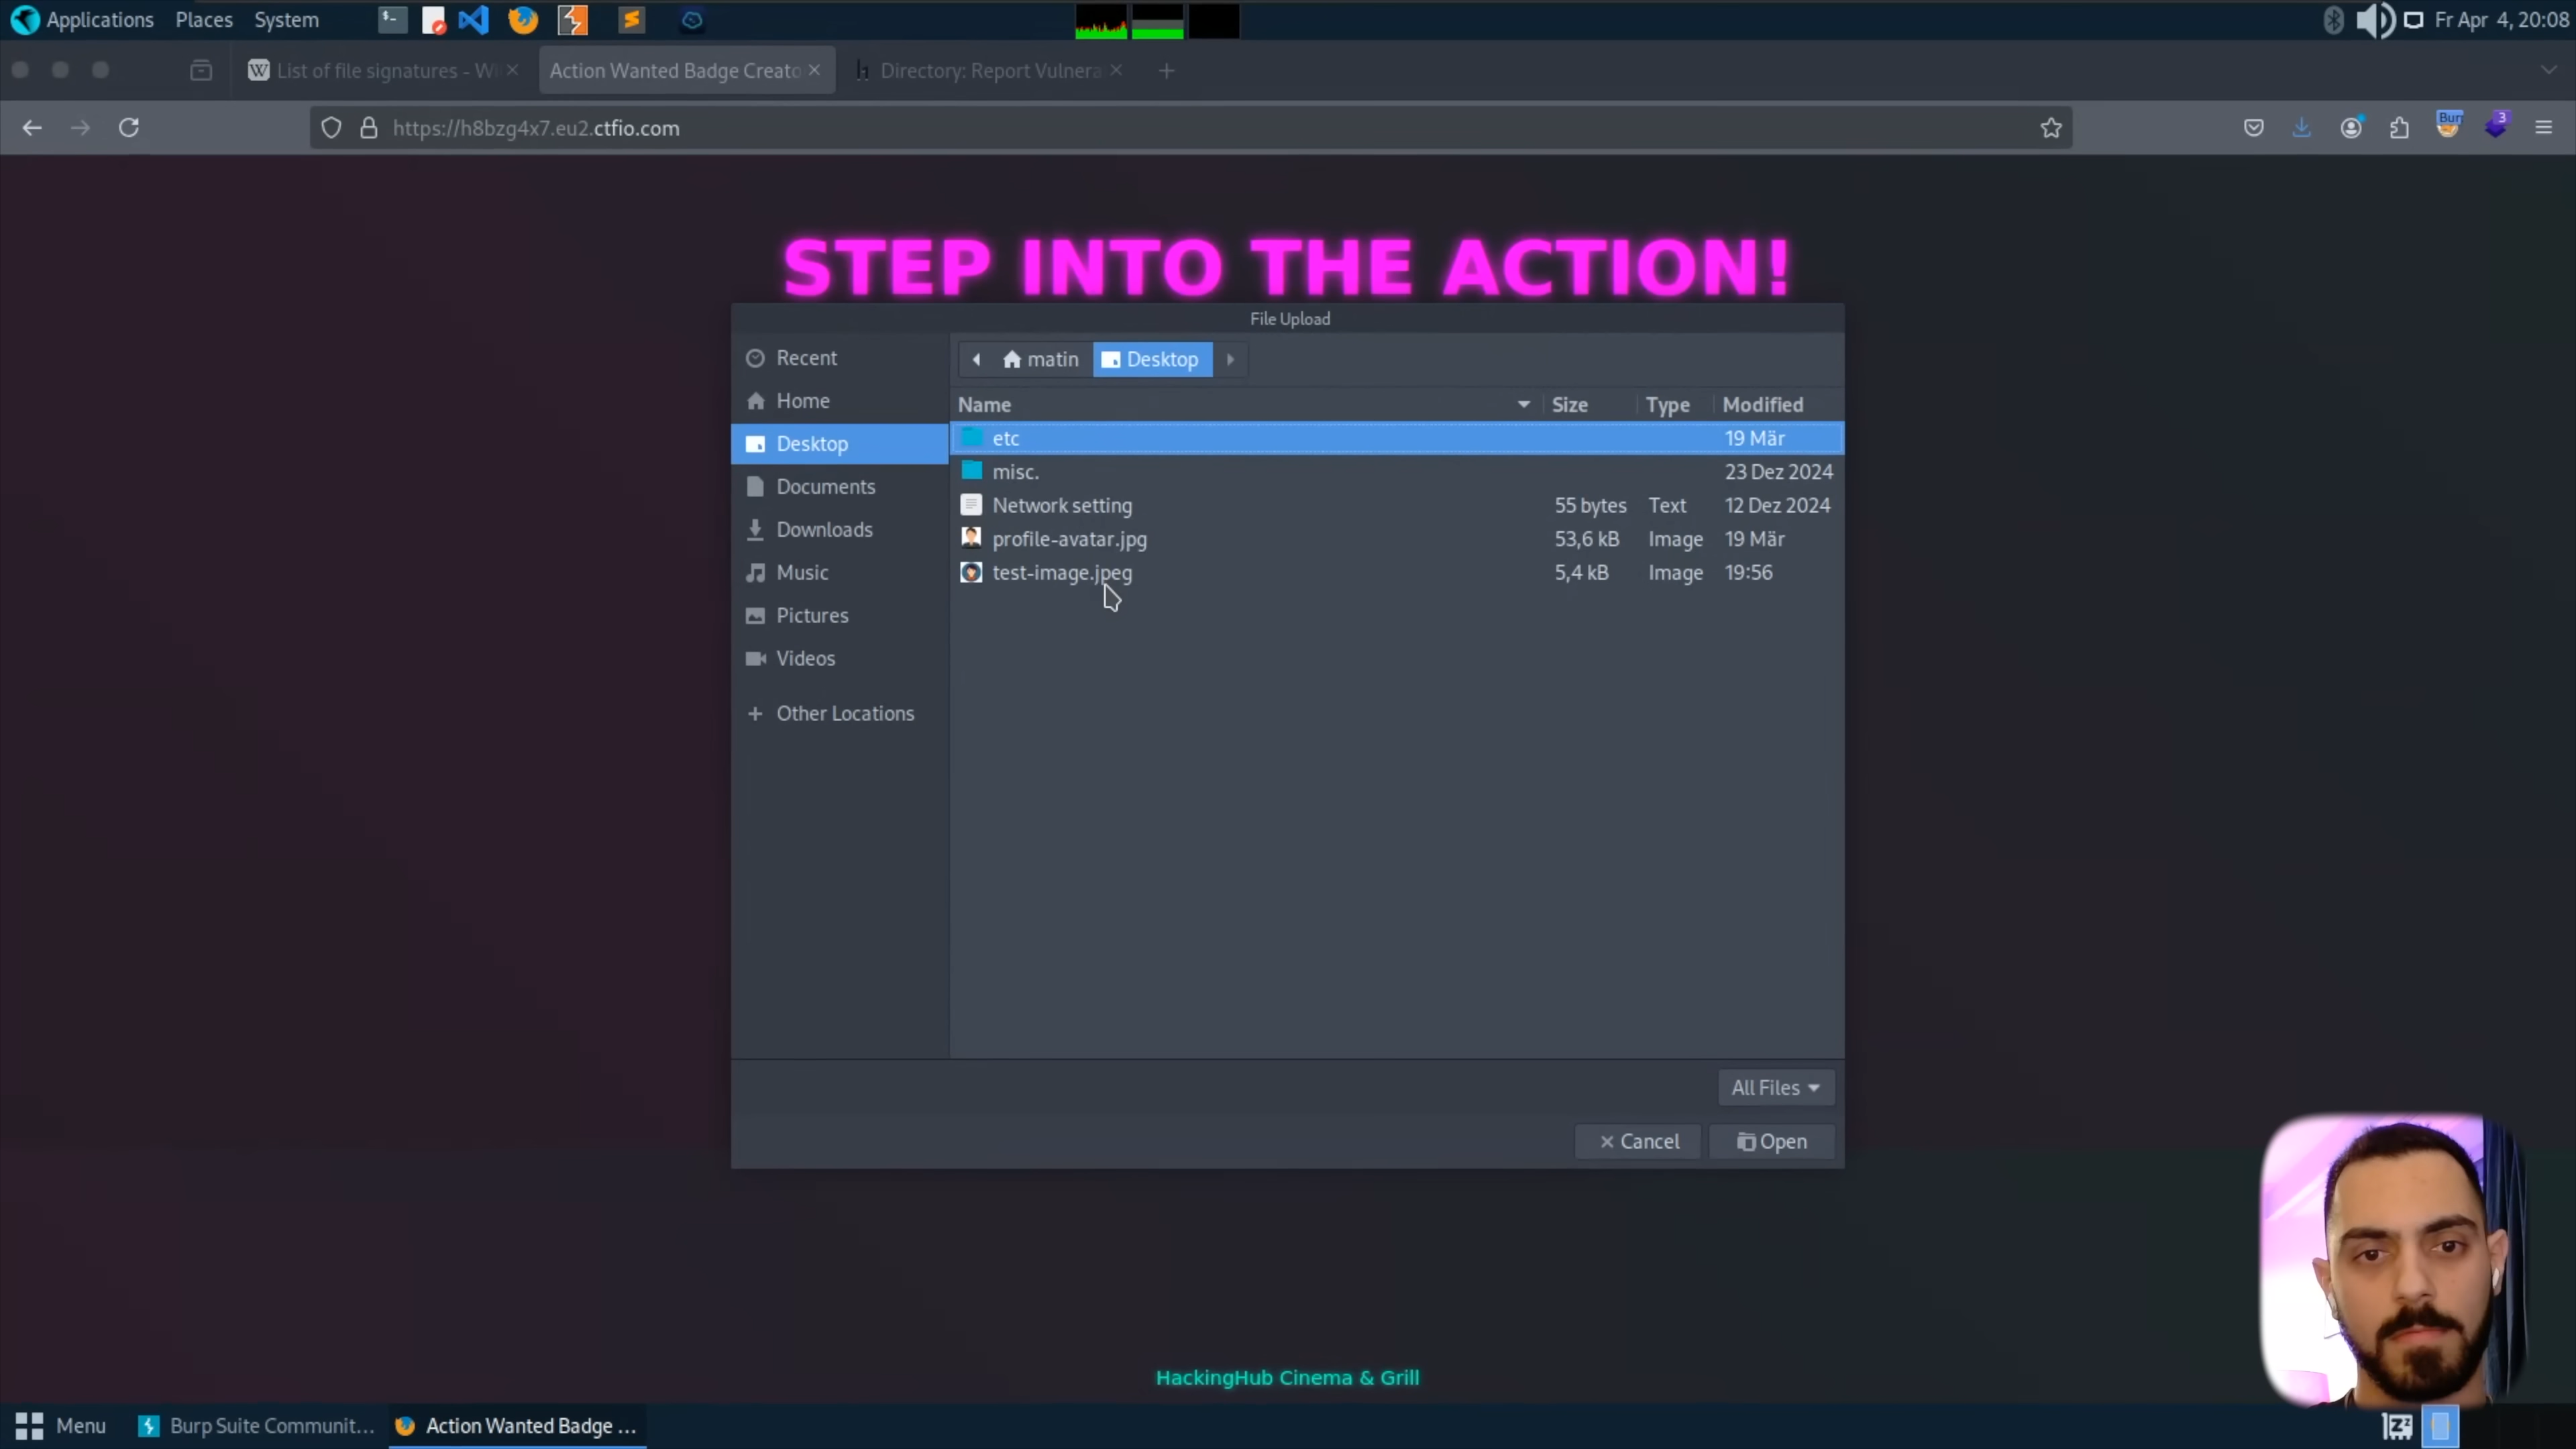 Applications Places System
Fr Apr 4, 20:08
List of file signatures - Wi
Action Wanted Badge Creato
Directory: Report Vulnera
https://h8bzg4x7.eu2.ctfio.com
3
STEP INTO THE ACTION!
File Upload
Recent
Home
Desktop
Documents
Downloads
Music
Pictures
Videos
Other Locations
matin Desktop
Name Size Type Modified
etc 19 Mär
misc. 23 Dez 2024
Network setting 55 bytes Text 12 Dez 2024
profile-avatar.jpg 53,6 kB Image 19 Mär
test-image.jpeg 5,4 kB Image 19:56
All Files
Cancel Open
HackingHub Cinema & Grill
Menu Burp Suite Communit... Action Wanted Badge ...